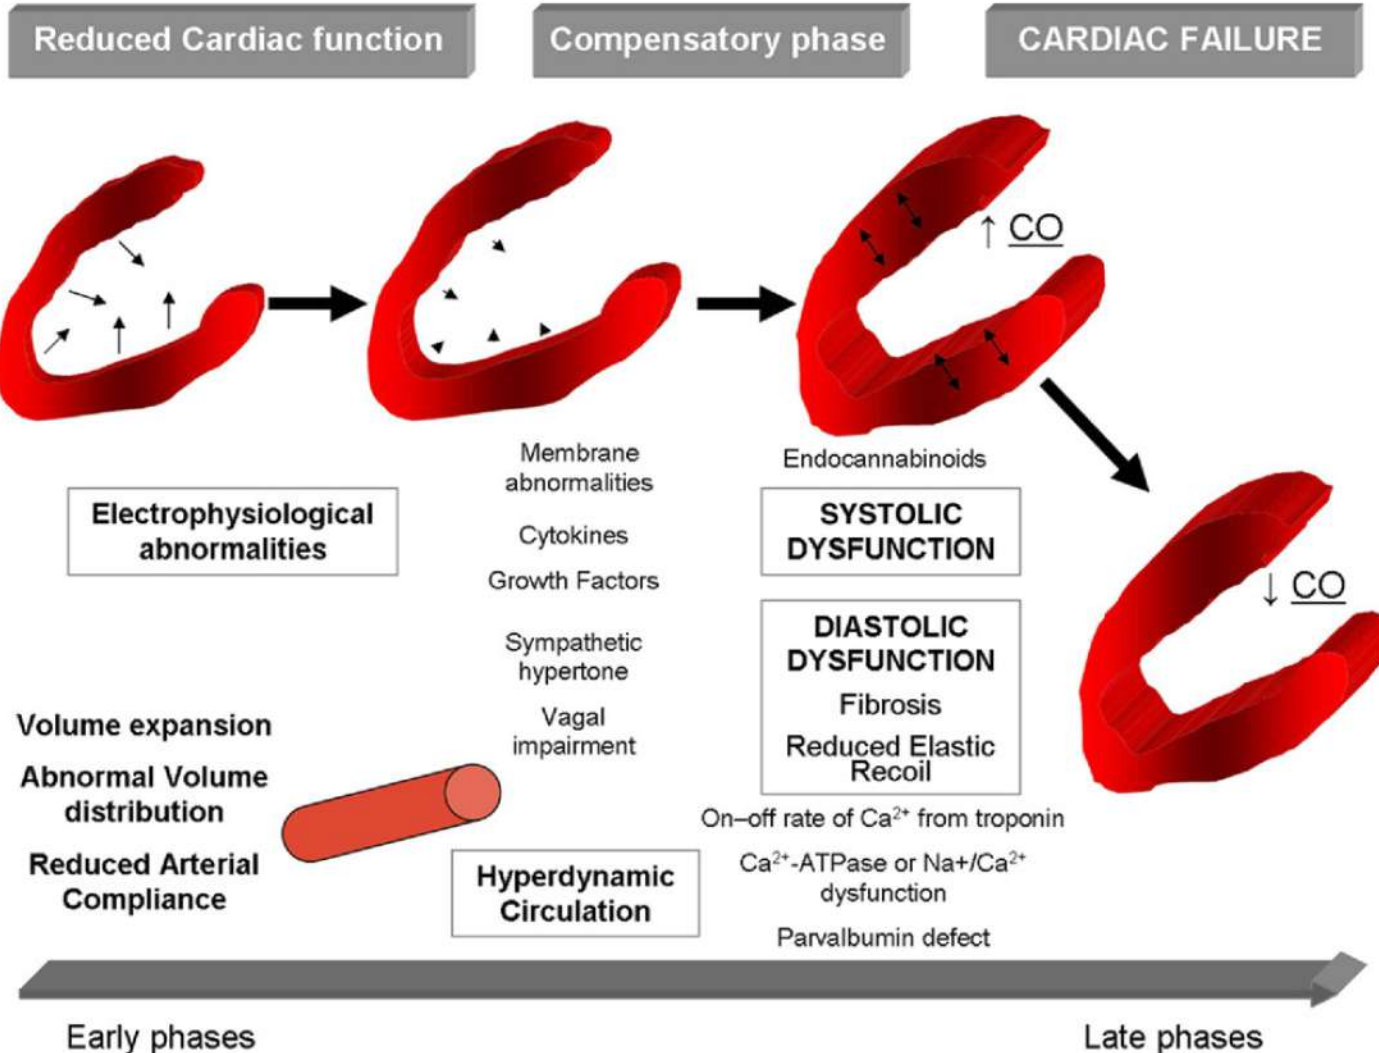 Reduced Cardiac function
Compensatory phase
CARDIAC FAILURE
↑ CO
↓ CO
Electrophysiological
abnormalities
Volume expansion
Abnormal Volume
distribution
Reduced Arterial
Compliance
Membrane
abnormalities
Cytokines
Growth Factors
Sympathetic
hypertone
Vagal
impairment
Hyperdynamic
Circulation
Endocannabinoids
SYSTOLIC
DYSFUNCTION
DIASTOLIC
DYSFUNCTION
Fibrosis
Reduced Elastic
Recoil
On–off rate of Ca²⁺ from troponin
Ca²⁺-ATPase or Na+/Ca²⁺
dysfunction
Parvalbumin defect
Early phases
Late phases